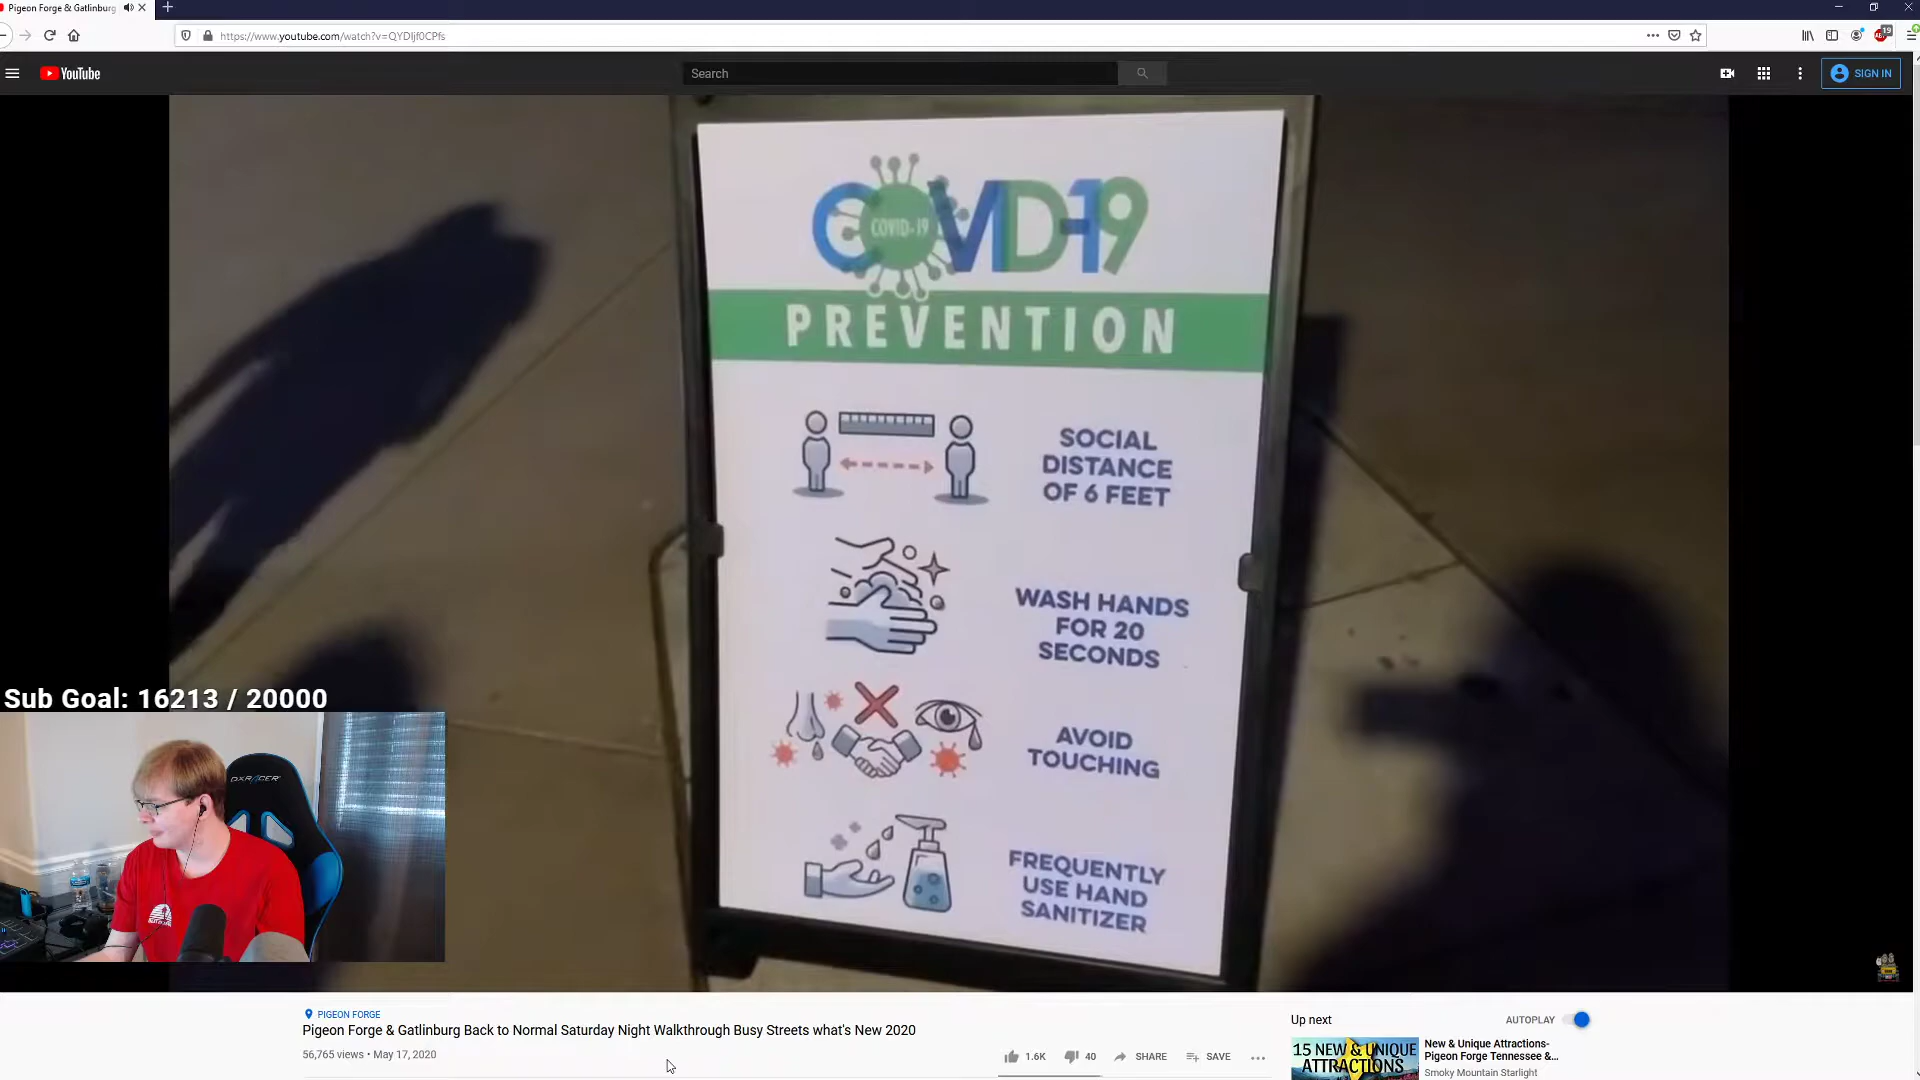 Pigeon Forge & Gatlinburg
https://www.youtube.com/watch?v=QYDIjf0CPfs
19
YouTube
Search
SIGN IN
COVID-19
COVID-19
PREVENTION
SOCIAL
DISTANCE
OF 6 FEET
WASH HANDS
FOR 20
SECONDS
AVOID
TOUCHING
FREQUENTLY
USE HAND
SANITIZER
Sub Goal: 16213 / 20000
DXRACER
PIGEON FORGE
Pigeon Forge & Gatlinburg Back to Normal Saturday Night Walkthrough Busy Streets what's New 2020
56,765 views • May 17, 2020
1.6K
40
SHARE
SAVE
Up next
AUTOPLAY
15 NEW & UNIQUE
ATTRACTIONS
New & Unique Attractions-
Pigeon Forge Tennessee &...
Smoky Mountain Starlight